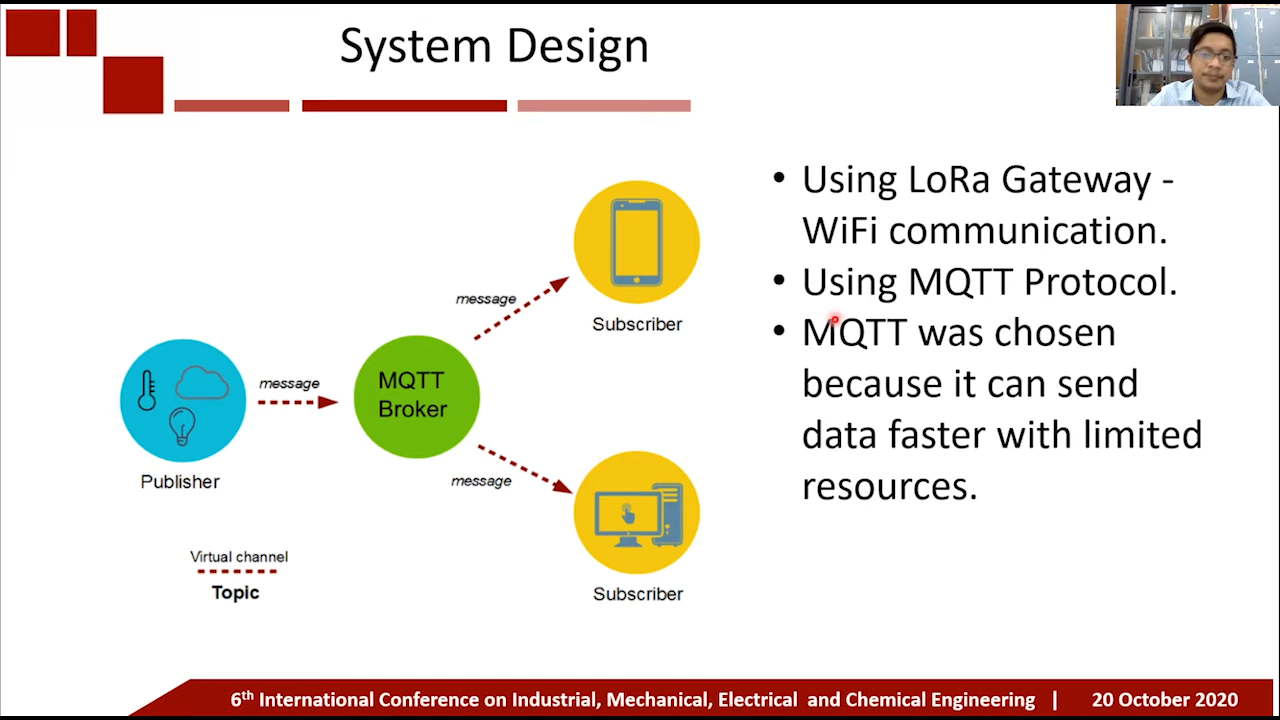 System Design
• Using LoRa Gateway -
WiFi communication.
• Using MQTT Protocol.
• MQTT was chosen
because it can send
data faster with limited
resources.
message
Subscriber
message
MQTT
Broker
Publisher
message
Subscriber
Virtual channel
Topic
6th International Conference on Industrial, Mechanical, Electrical and Chemical Engineering | 20 October 2020